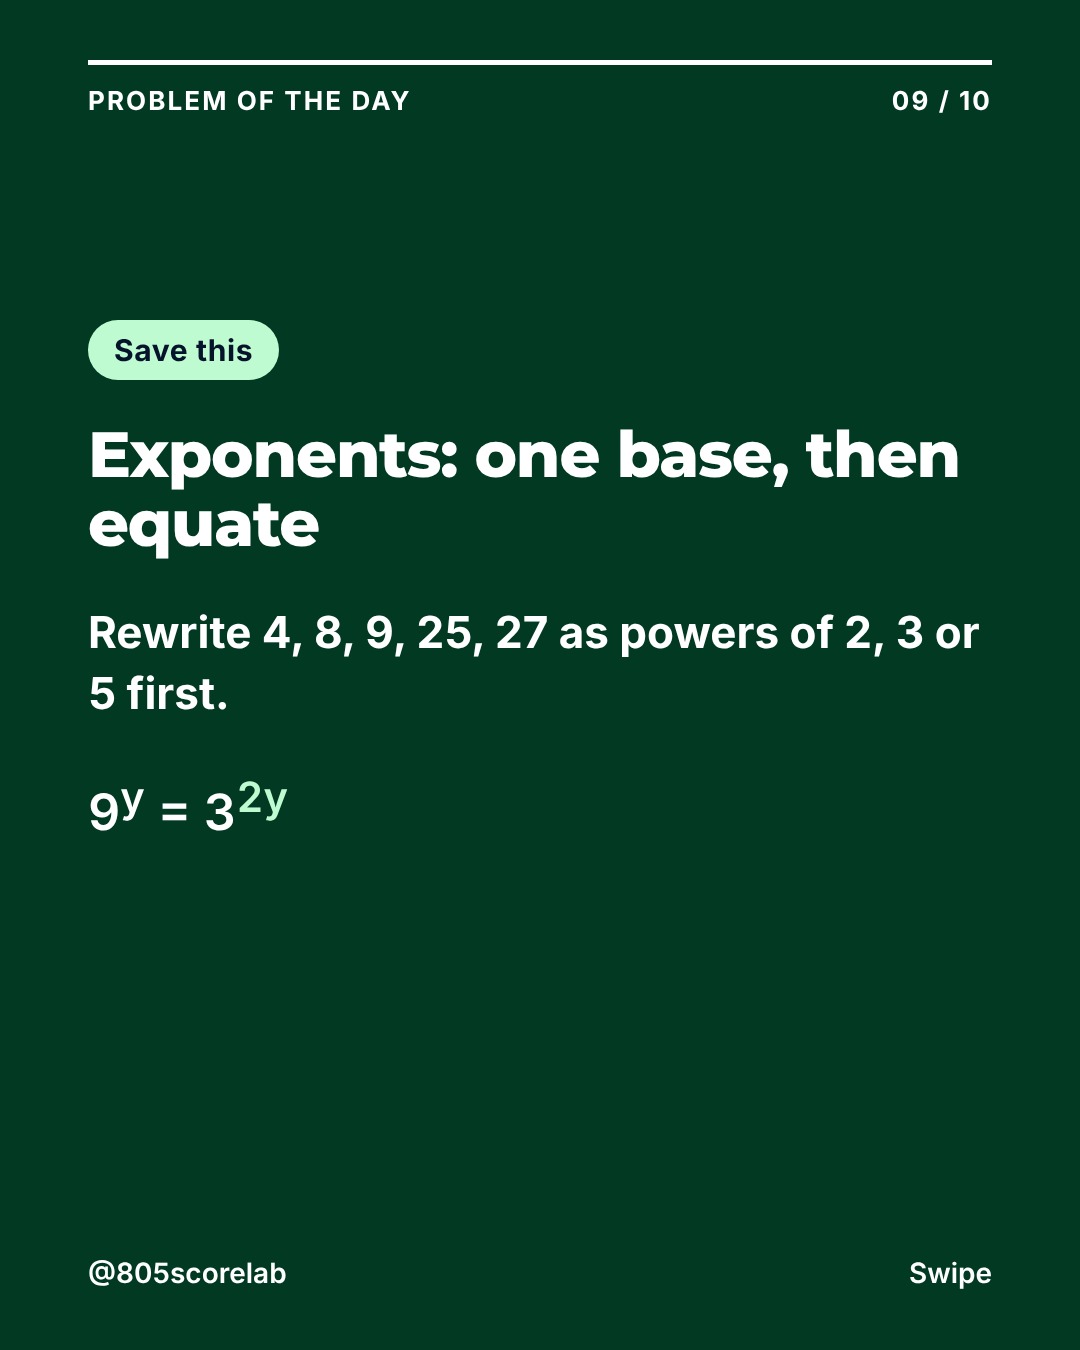 PROBLEM OF THE DAY
09 / 10
Save this
Exponents: one base, then
equate
Rewrite 4, 8, 9, 25, 27 as powers of 2, 3 or
5 first.
9^y = 3^2y
@805scorelab
Swipe